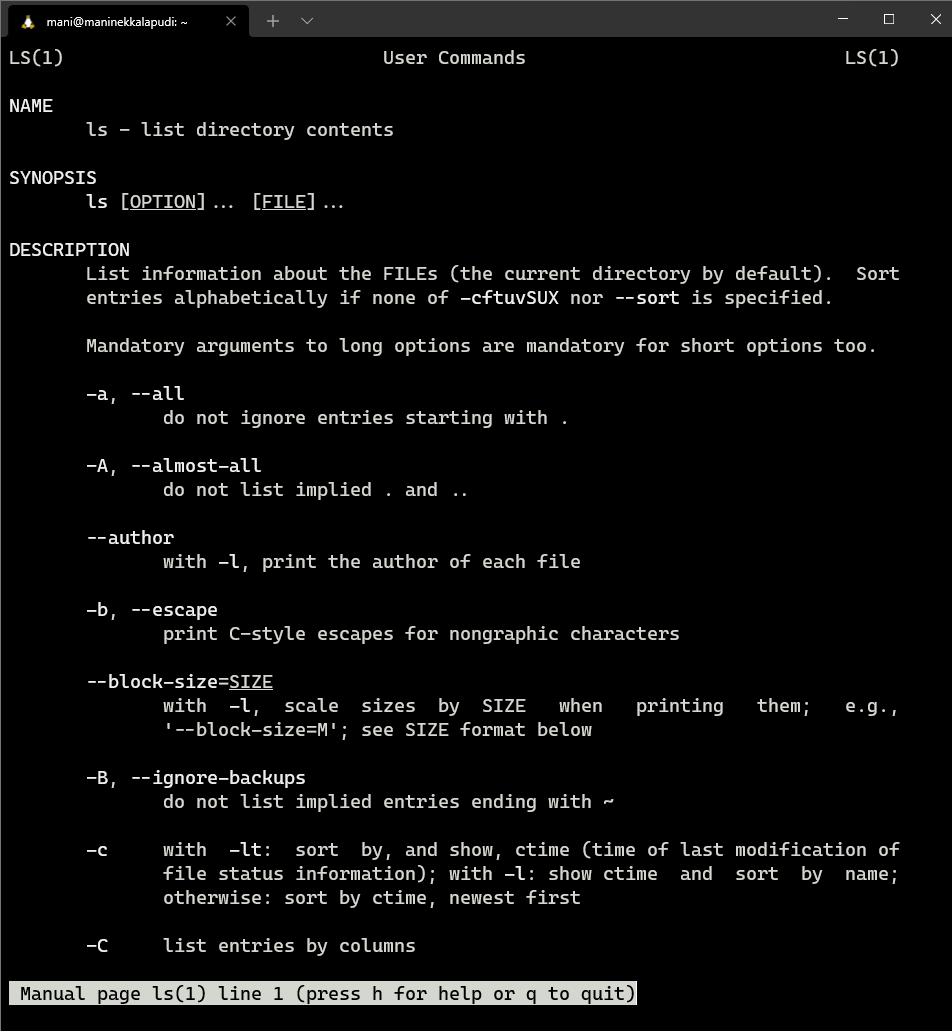 mani@maninekkalapudi: ~
LS(1) User Commands LS(1)
NAME
ls - list directory contents
SYNOPSIS
ls [OPTION]... [FILE]...
DESCRIPTION
List information about the FILEs (the current directory by default). Sort
entries alphabetically if none of -cftuvSUX nor --sort is specified.
Mandatory arguments to long options are mandatory for short options too.
-a, --all
do not ignore entries starting with .
-A, --almost-all
do not list implied . and ..
--author
with -l, print the author of each file
-b, --escape
print C-style escapes for nongraphic characters
--block-size=SIZE
with -l, scale sizes by SIZE when printing them; e.g.,
'--block-size=M'; see SIZE format below
-B, --ignore-backups
do not list implied entries ending with ~
-c with -lt: sort by, and show, ctime (time of last modification of
file status information); with -l: show ctime and sort by name;
otherwise: sort by ctime, newest first
-C list entries by columns
Manual page ls(1) line 1 (press h for help or q to quit)